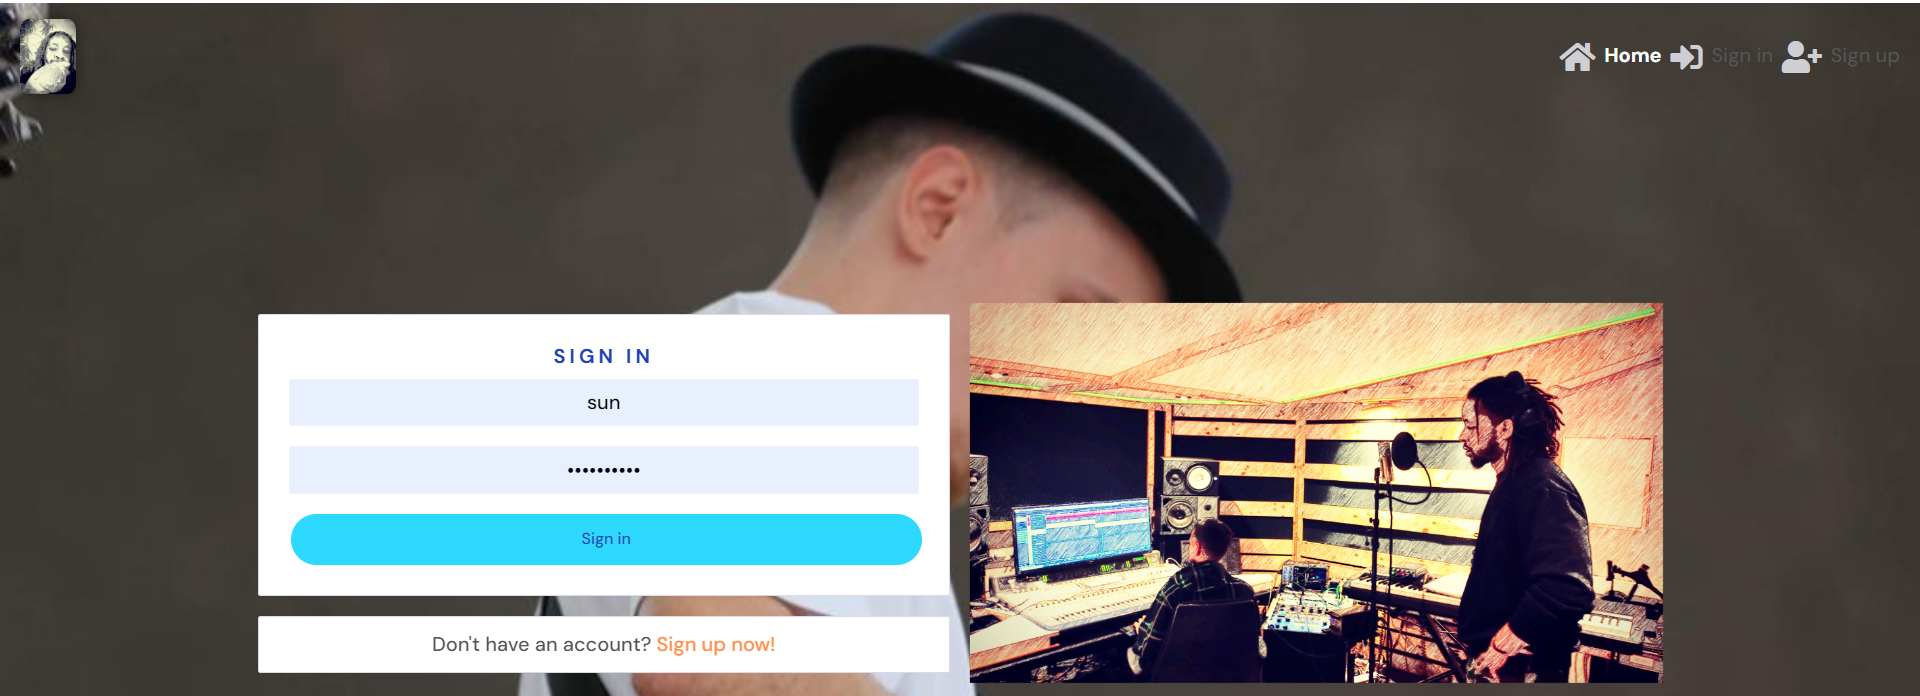 Home Sign in Sign up
SIGN IN
sun
••••••••••
Sign in
Don't have an account? Sign up now!